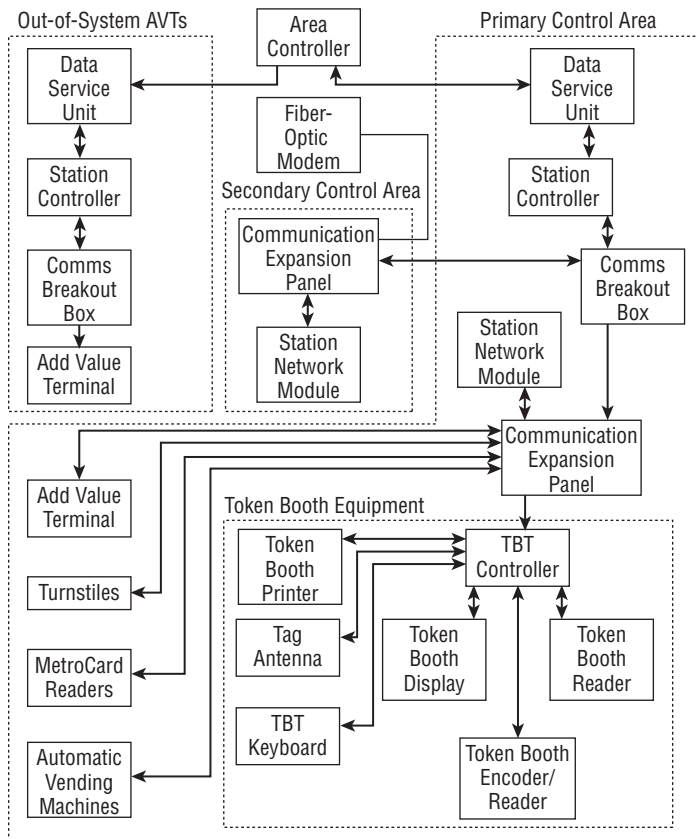 Out-of-System AVTs
Area
Controller
Primary Control Area
Data
Service
Unit
Fiber-
Optic
Modem
Data
Service
Unit
Station
Controller
Secondary Control Area
Station
Controller
Communication
Expansion
Panel
Comms
Breakout
Box
Comms
Breakout
Box
Station
Network
Module
Station
Network
Module
Add Value
Terminal
Communication
Expansion
Panel
Add Value
Terminal
Token Booth Equipment
Token
Booth
Printer
TBT
Controller
Turnstiles
Tag
Antenna
Token
Booth
Display
Token
Booth
Reader
MetroCard
Readers
TBT
Keyboard
Automatic
Vending
Machines
Token Booth
Encoder/
Reader